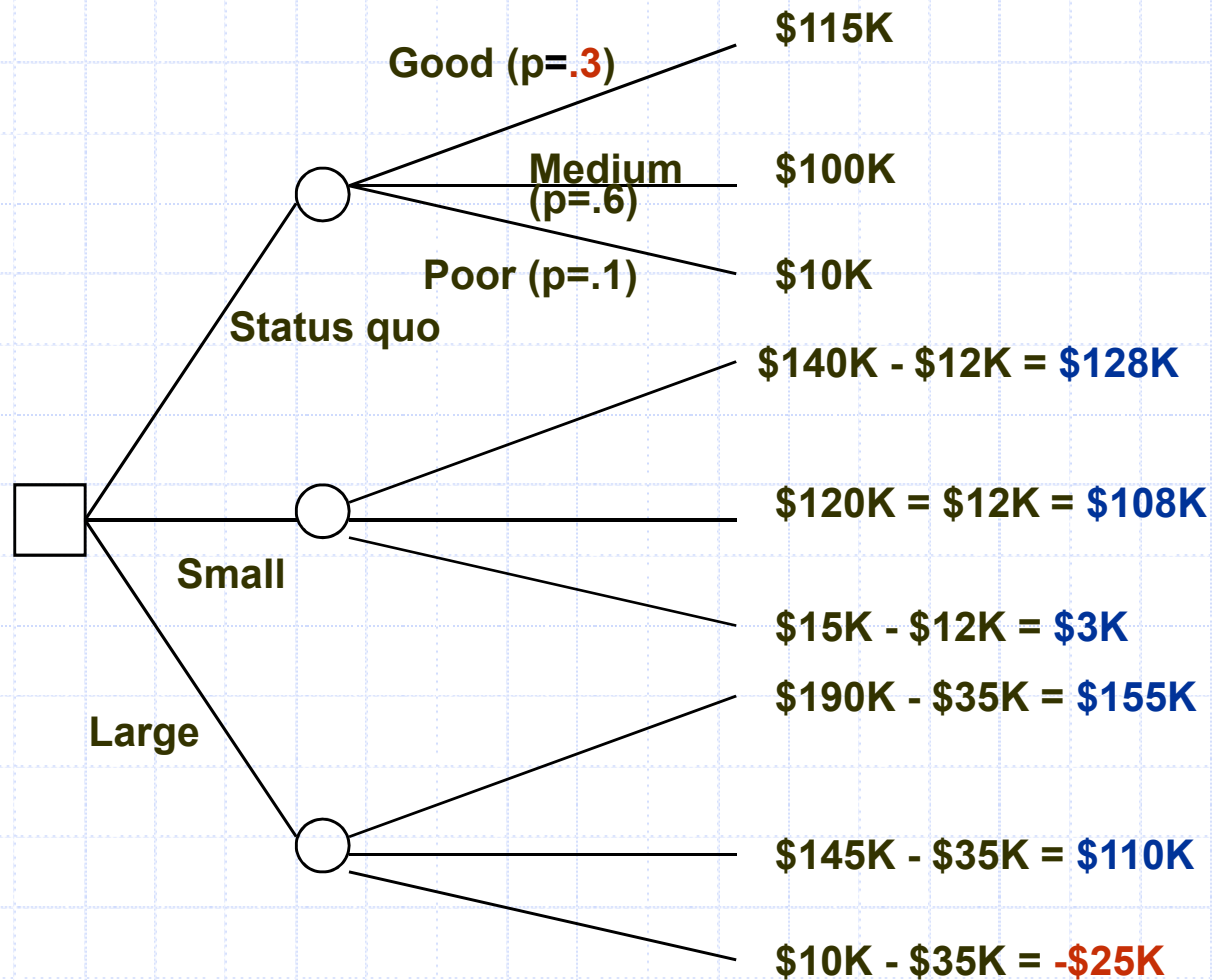 $115K
Good (p=.3)
Medium
(p=.6)
$100K
Poor (p=.1)
$10K
Status quo
$140K - $12K = $128K
$120K = $12K = $108K
Small
$15K - $12K = $3K
$190K - $35K = $155K
Large
$145K - $35K = $110K
$10K - $35K = -$25K